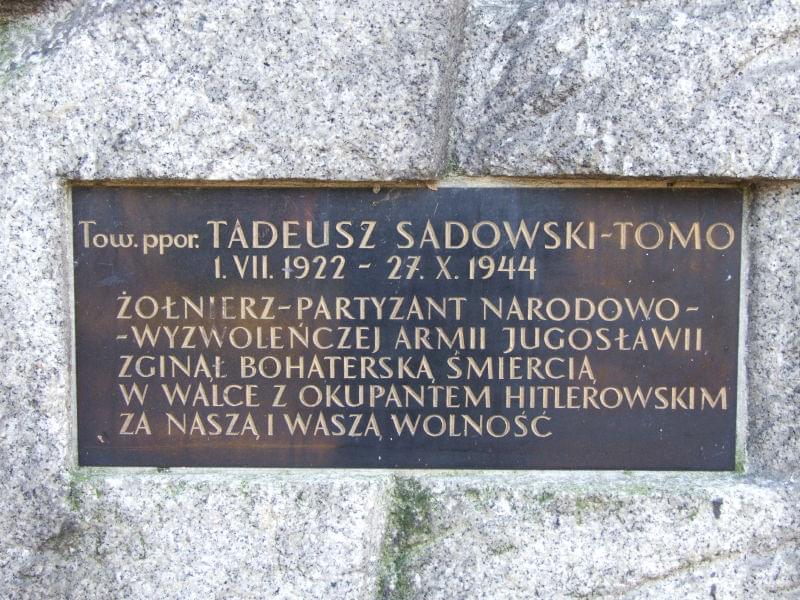 Tow. ppor. TADEUSZ SADOWSKI-TOMO
1. VII. 1922 - 27. X. 1944
ŻOŁNIERZ-PARTYZANT NARODOWO-
-WYZWOLEŃCZEJ ARMII JUGOSŁAWII
ZGINĄŁ BOHATERSKĄ ŚMIERCIĄ
W WALCE Z OKUPANTEM HITLEROWSKIM
ZA NASZĄ I WASZĄ WOLNOŚĆ